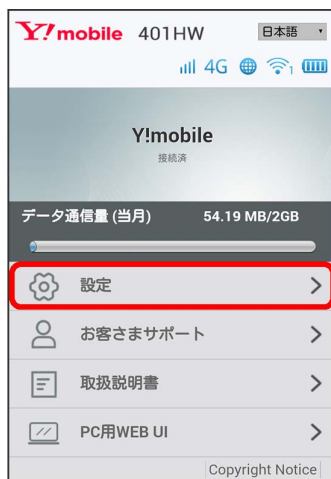 Y!mobile 401HW 日本語
4G 1
Y!mobile
接続済
データ通信量 (当月) 54.19 MB/2GB
設定
お客さまサポート
取扱説明書
PC用WEB UI
Copyright Notice